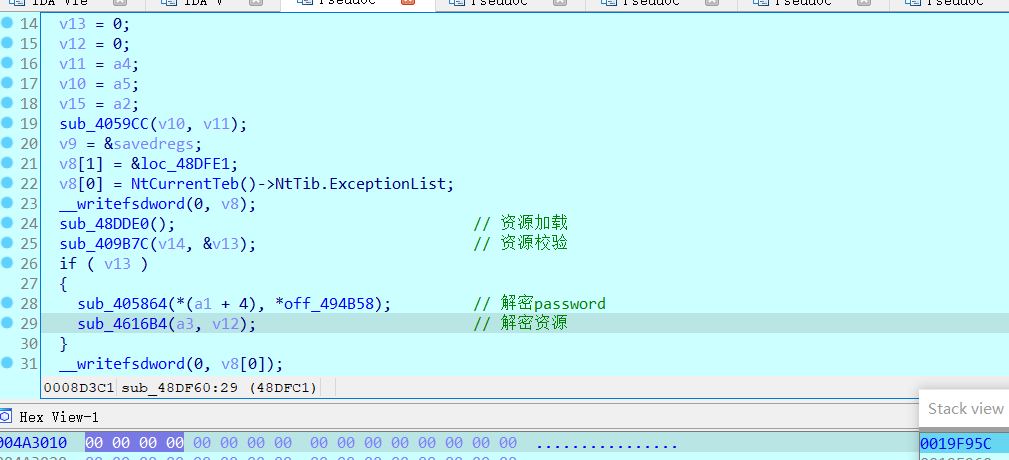 IDA Vie
IDA V
Pseudoc
Pseudoc
Pseudoc
Pseudoc
Pseudoc
14 v13 = 0;
15 v12 = 0;
16 v11 = a4;
17 v10 = a5;
18 v15 = a2;
19 sub_4059CC(v10, v11);
20 v9 = &savedregs;
21 v8[1] = &loc_48DFE1;
22 v8[0] = NtCurrentTeb()->NtTib.ExceptionList;
23 __writefsdword(0, v8);
24 sub_48DDE0(); // 资源加载
25 sub_409B7C(v14, &v13); // 资源校验
26 if ( v13 )
27 {
28 sub_405864(*(a1 + 4), *off_494B58); // 解密password
29 sub_4616B4(a3, v12); // 解密资源
30 }
31 __writefsdword(0, v8[0]);
0008D3C1 sub_48DF60:29 (48DFC1)
Hex View-1
Stack view
004A3010 00 00 00 00 00 00 00 00 00 00 00 00 00 00 00 00 ................
0019F95C